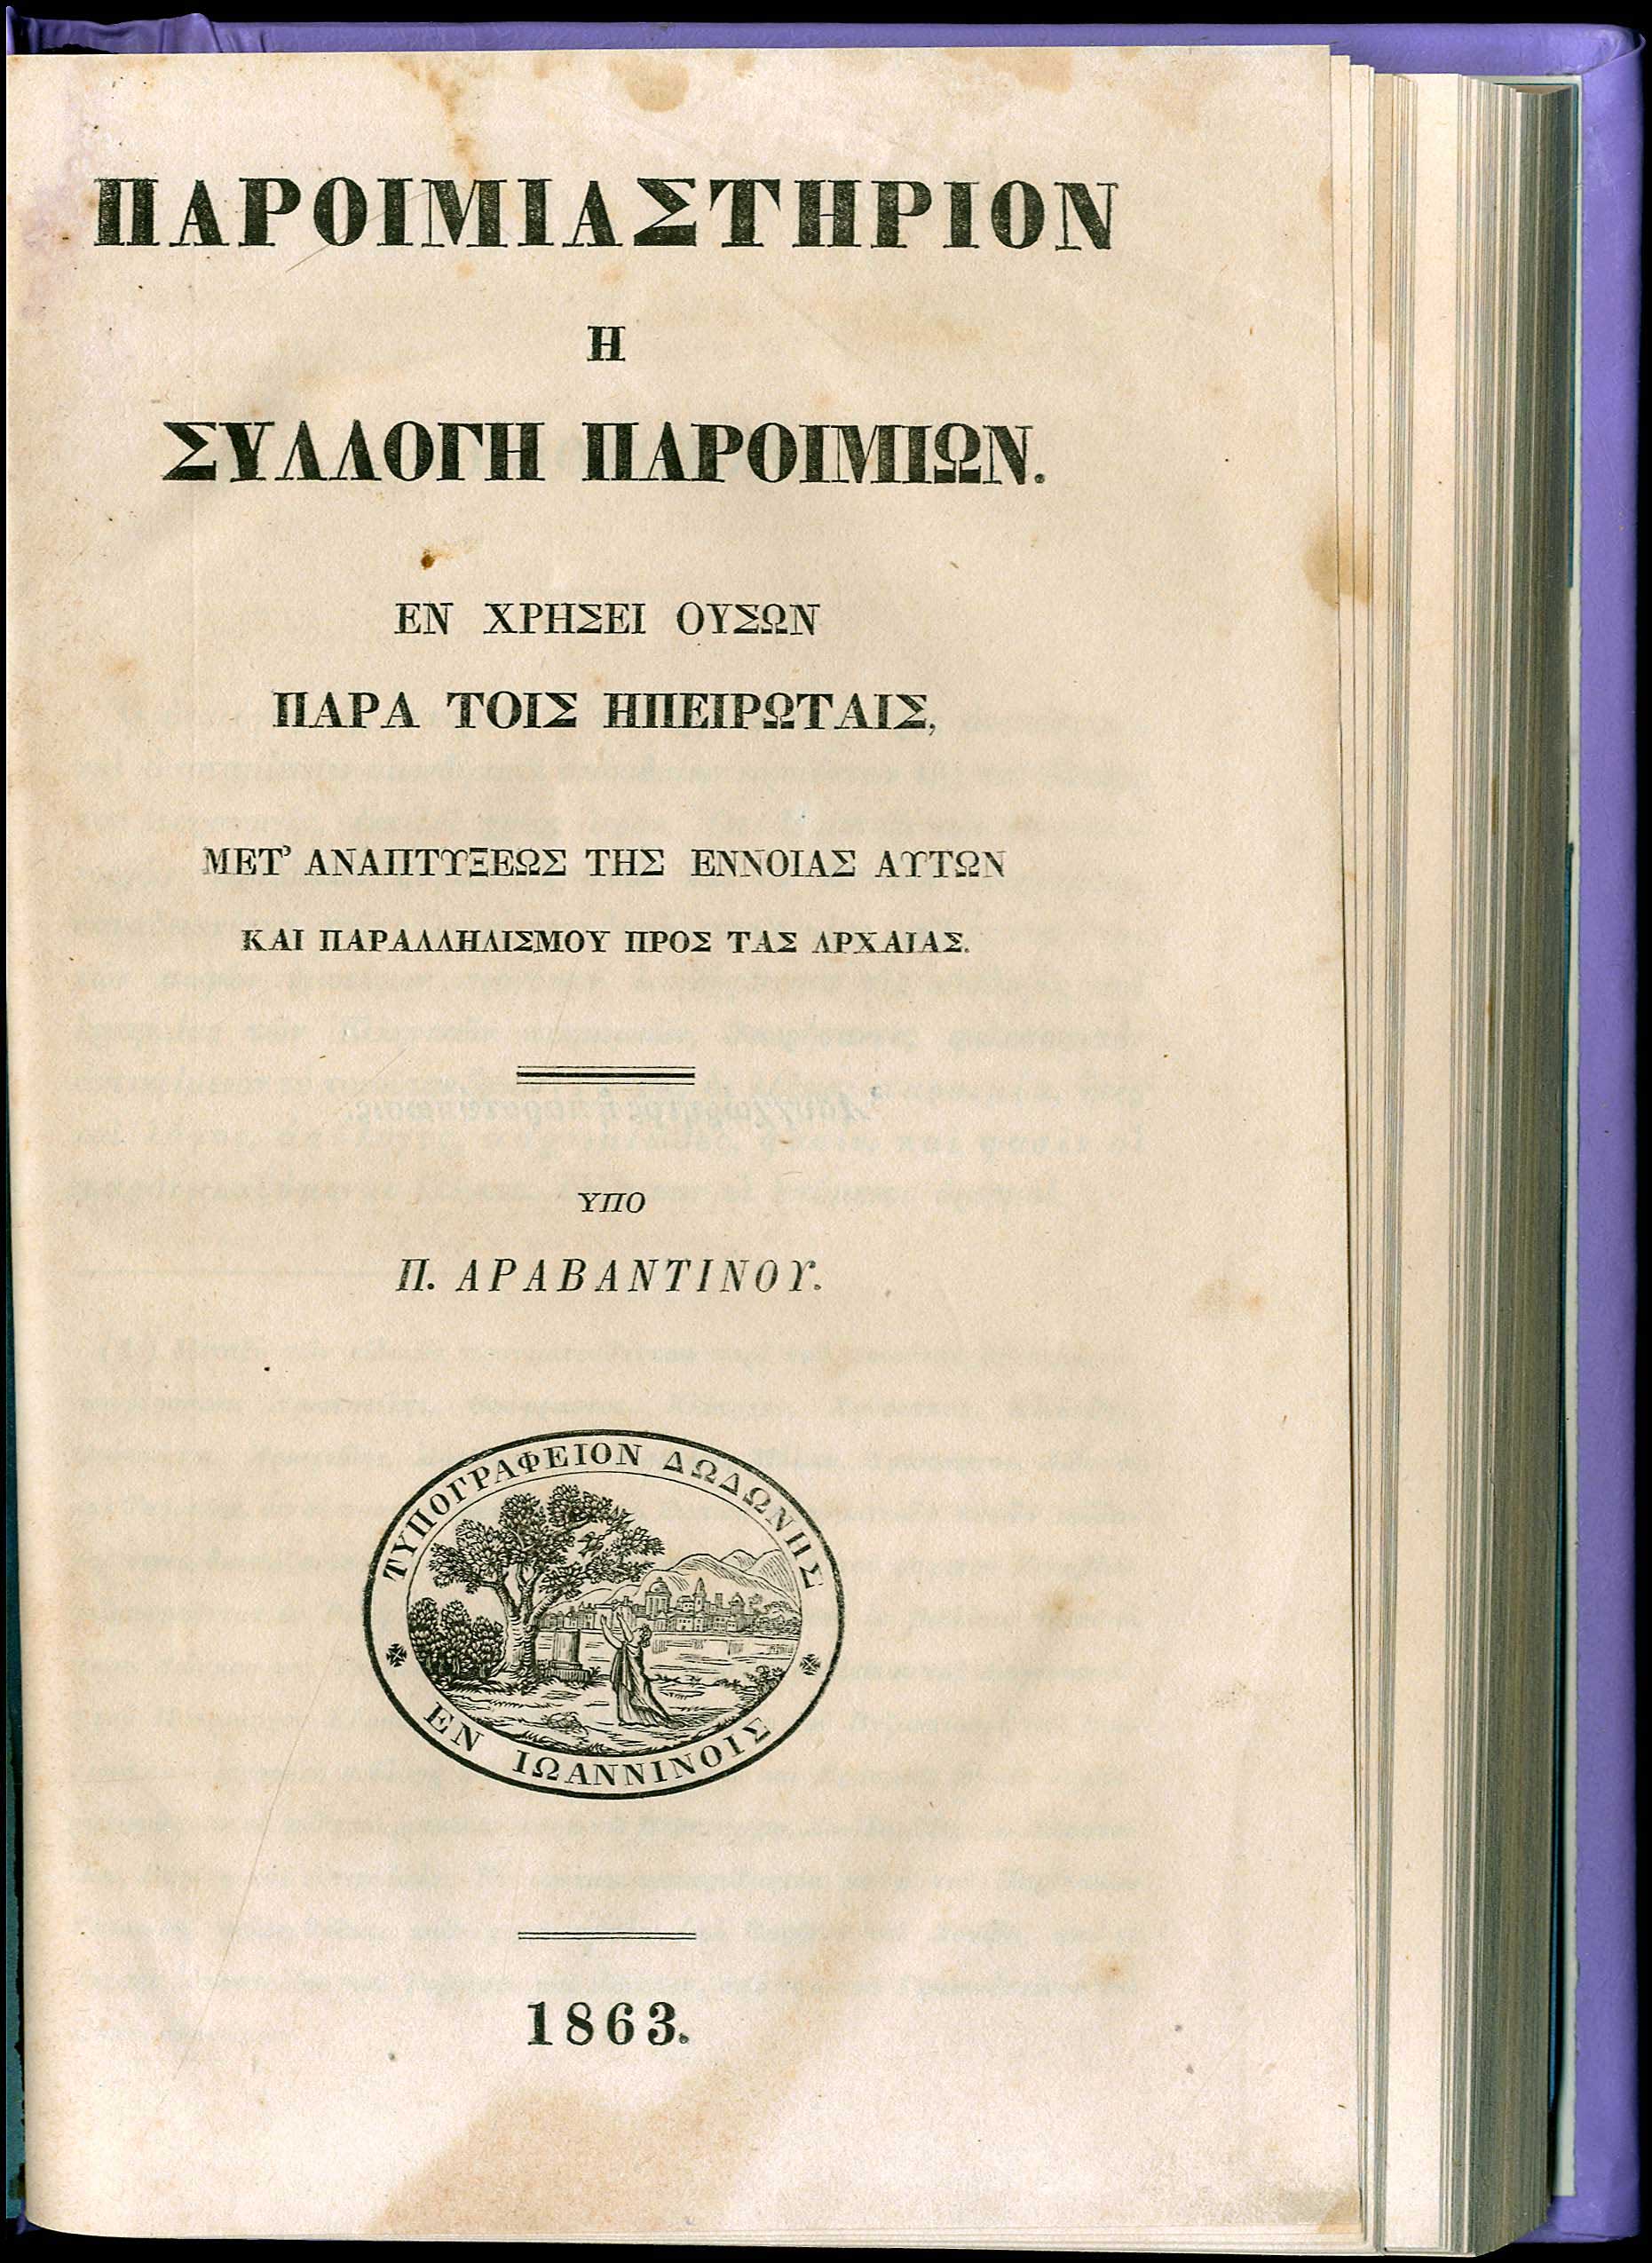 ΠΑΡΟΙΜΙΑΣΤΗΡΙΟΝ
Η
ΣΥΛΛΟΓΗ ΠΑΡΟΙΜΙΩΝ.
ΕΝ ΧΡΗΣΕΙ ΟΥΣΩΝ
ΠΑΡΑ ΤΟΙΣ ΗΠΕΙΡΩΤΑΙΣ,
ΜΕΤ’ ΑΝΑΠΤΥΞΕΩΣ ΤΗΣ ΕΝΝΟΙΑΣ ΑΥΤΩΝ
ΚΑΙ ΠΑΡΑΛΛΗΛΙΣΜΟΥ ΠΡΟΣ ΤΑΣ ΑΡΧΑΙΑΣ.
ΥΠΟ
Π. ΑΡΑΒΑΝΤΙΝΟΥ.
ΤΥΠΟΓΡΑΦΕΙΟΝ ΔΩΔΩΝΗΣ
ΕΝ ΙΩΑΝΝΙΝΟΙΣ
1863.